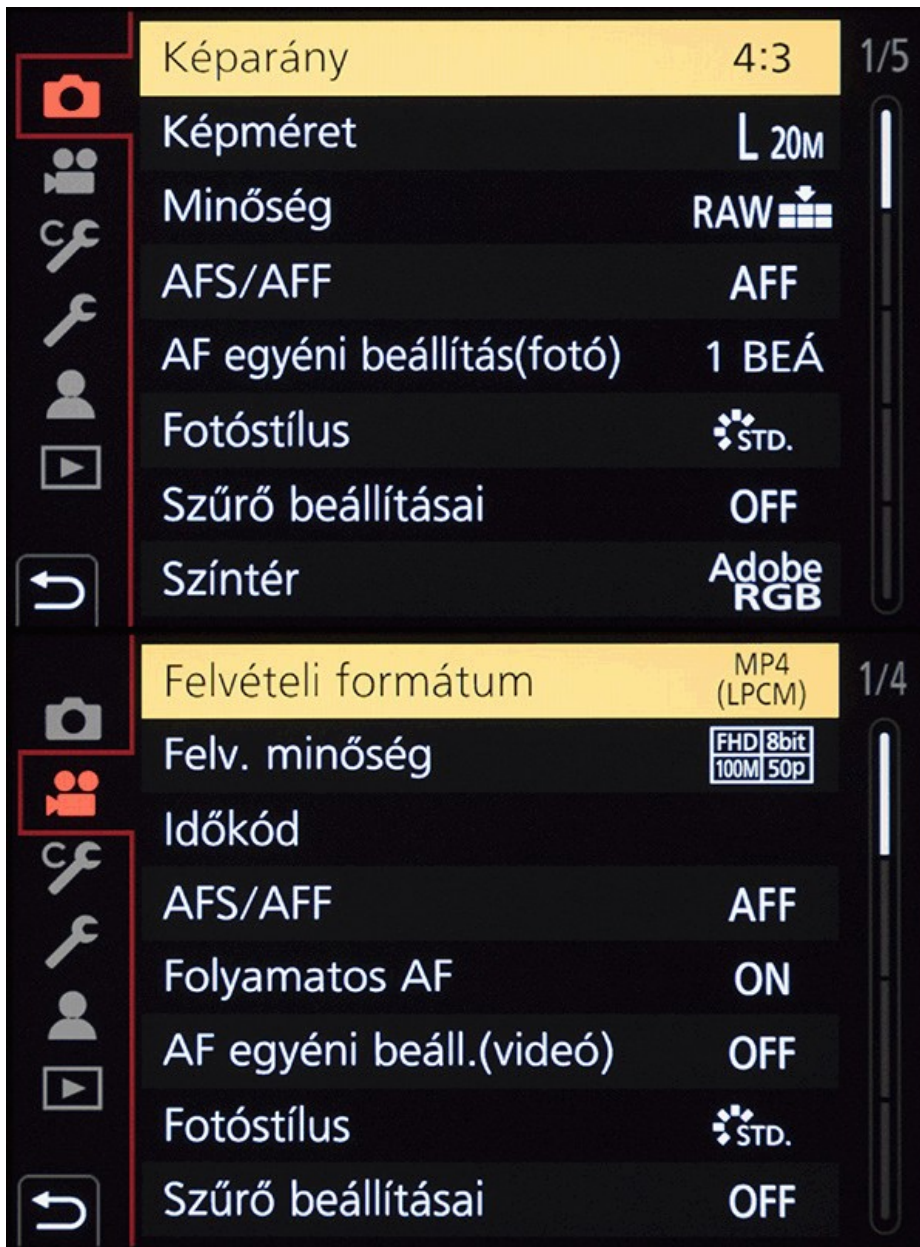 Képarány 4:3 1/5
Képméret L 20M
Minőség RAW
AFS/AFF AFF
AF egyéni beállítás(fotó) 1 BEÁ
Fotóstílus STD.
Szűrő beállításai OFF
Színtér Adobe RGB
Felvételi formátum MP4 (LPCM) 1/4
Felv. minőség FHD 8bit 100M 50p
Időkód
AFS/AFF AFF
Folyamatos AF ON
AF egyéni beáll.(videó) OFF
Fotóstílus STD.
Szűrő beállításai OFF
C
C